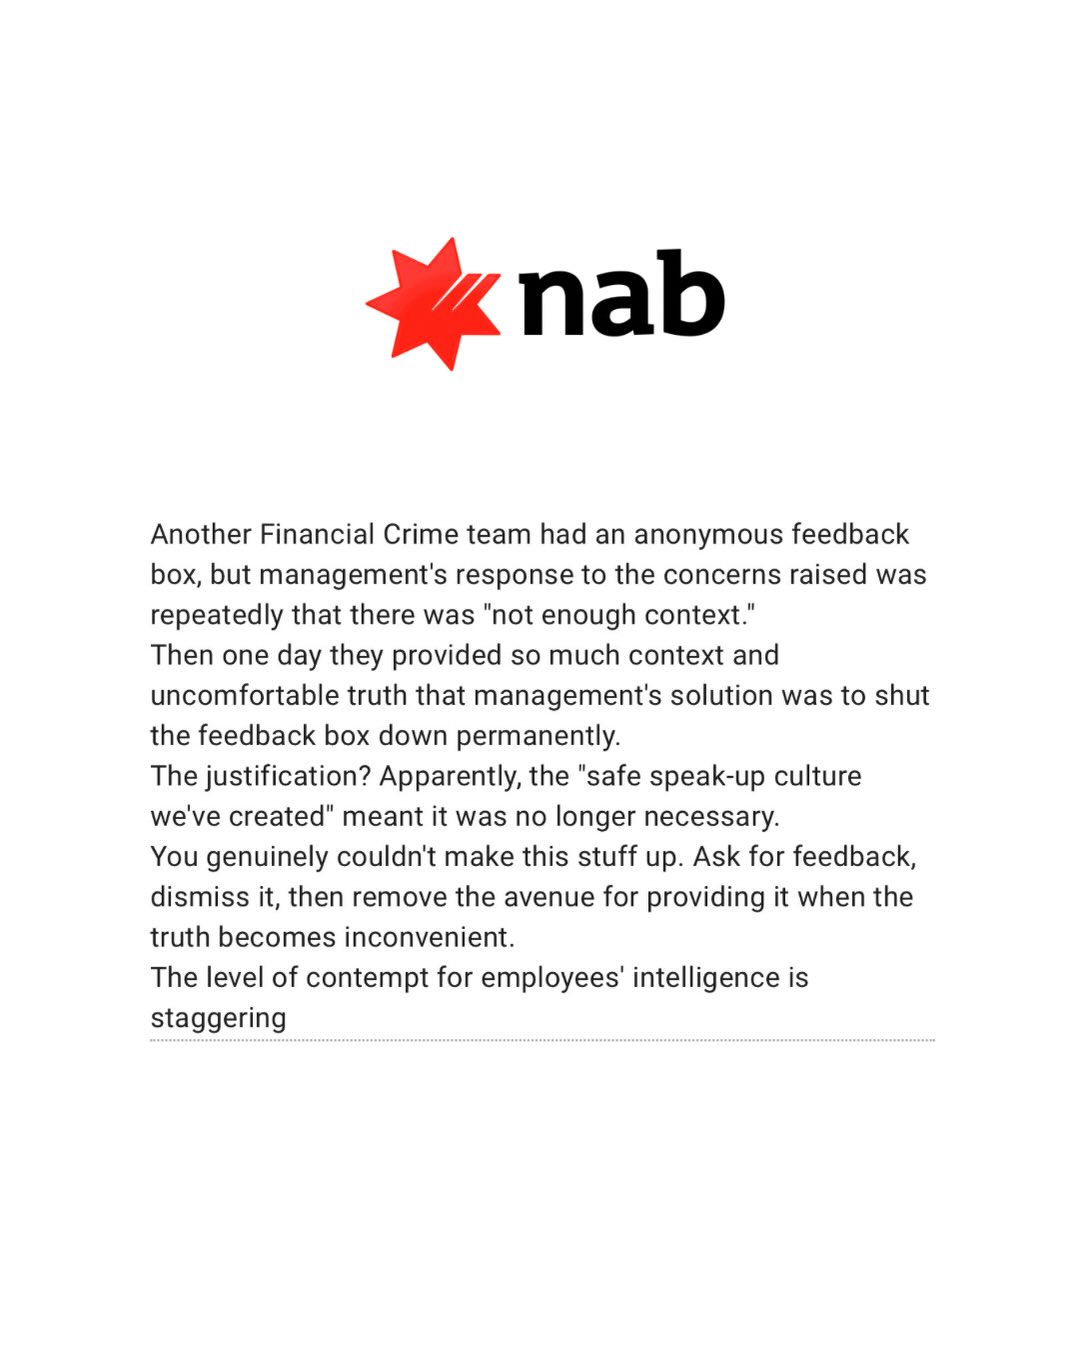 nab
Another Financial Crime team had an anonymous feedback
box, but management's response to the concerns raised was
repeatedly that there was "not enough context."
Then one day they provided so much context and
uncomfortable truth that management's solution was to shut
the feedback box down permanently.
The justification? Apparently, the "safe speak-up culture
we've created" meant it was no longer necessary.
You genuinely couldn't make this stuff up. Ask for feedback,
dismiss it, then remove the avenue for providing it when the
truth becomes inconvenient.
The level of contempt for employees' intelligence is
staggering